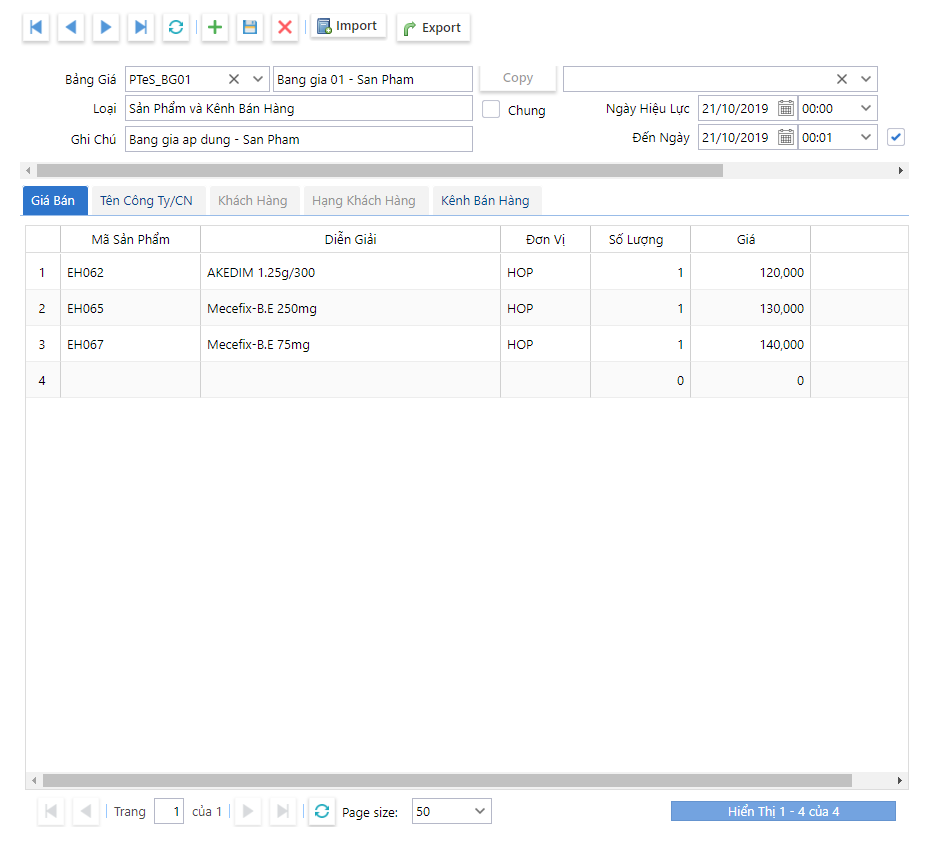 Import Export
Bảng Giá PTeS_BG01 Bang gia 01 - San Pham Copy
Loại Sản Phẩm và Kênh Bán Hàng Chung Ngày Hiệu Lực 21/10/2019 00:00
Ghi Chú Bang gia ap dung - San Pham Đến Ngày 21/10/2019 00:01
Giá Bán Tên Công Ty/CN Khách Hàng Hạng Khách Hàng Kênh Bán Hàng
Mã Sản Phẩm Diễn Giải Đơn Vị Số Lượng Giá
1 EH062 AKEDIM 1.25g/300 HOP 1 120,000
2 EH065 Mecefix-B.E 250mg HOP 1 130,000
3 EH067 Mecefix-B.E 75mg HOP 1 140,000
4 0 0
Trang 1 của 1 Page size: 50 Hiển Thị 1 - 4 của 4